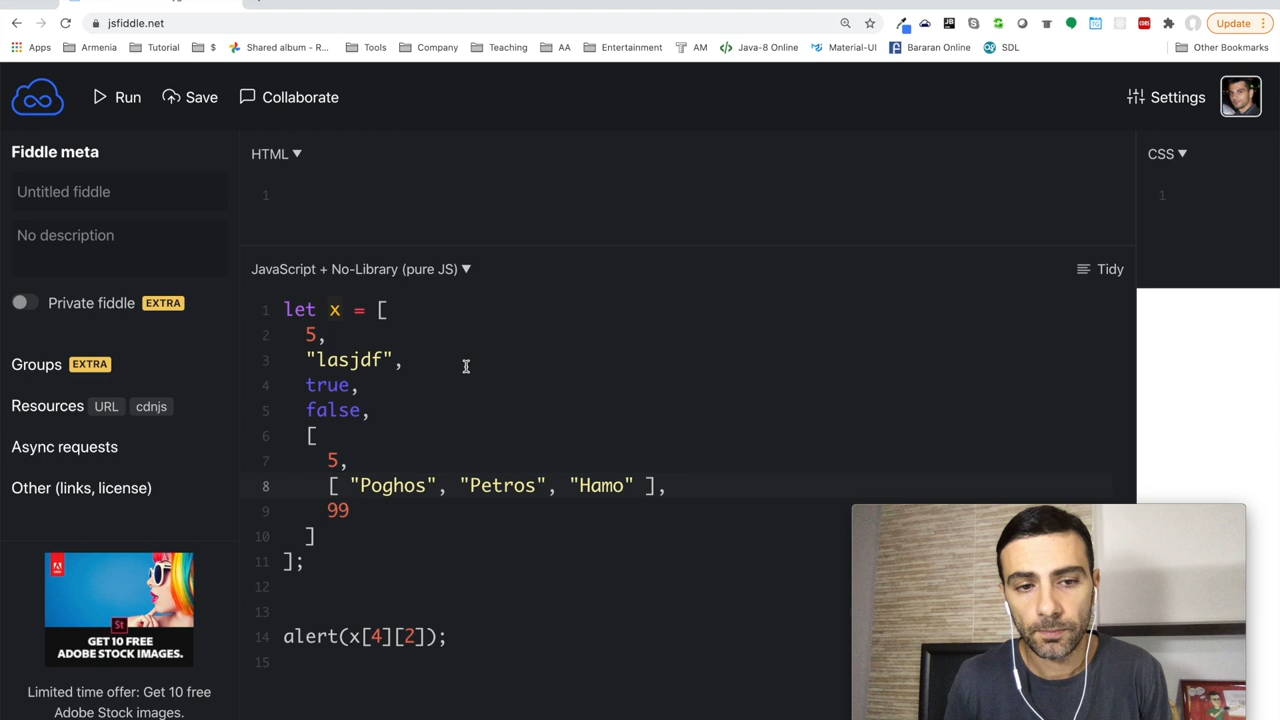 jsfiddle.net
Update
Apps Armenia Tutorial $ Shared album - R... Tools Company Teaching AA Entertainment AM Java-8 Online Material-UI Bararan Online SDL Other Bookmarks
Run Save Collaborate Settings
Fiddle meta
Untitled fiddle
No description
Private fiddle EXTRA
Groups EXTRA
Resources URL cdnjs
Async requests
Other (links, license)
St
GET 10 FREE
ADOBE STOCK IMAGES.
Limited time offer: Get 10 free
Adobe Stock images.
HTML
1
CSS
1
JavaScript + No-Library (pure JS) Tidy
1 let x = [
2 5,
3 "lasjdf",
4 true,
5 false,
6 [
7 5,
8 [ "Poghos", "Petros", "Hamo" ],
9 99
10 ]
11 ];
12
13
14 alert(x[4][2]);
15